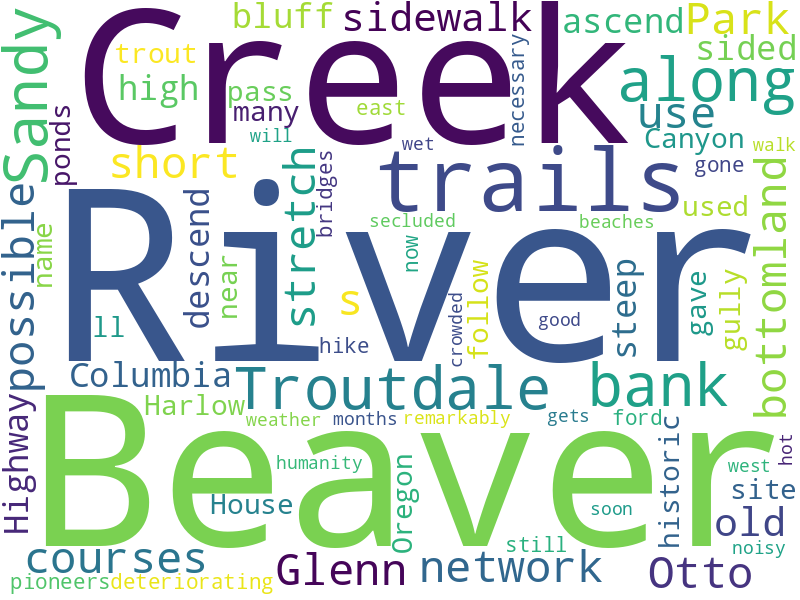 Creek
River
Beaver
Sandy
bluff
sidewalk
ascend
Park
trout
sided
high
pass
many
along
use
ponds
will
east
necessary
Canyon
walk
short
wet
trails
gone
bridges
stretch
descend
secluded
beaches
used
bottomland
possible
name
near
now
s
follow
crowded
good
steep
gave
gully
ll
hike
Columbia
Troutdale
bank
Harlow
weather
months
remarkably
gets
ford
Highway
humanity
Oregon
historic
west
hot
House
site
soon
old
courses
still
noisy
pioneers
deteriorating
Glenn
network
Otto